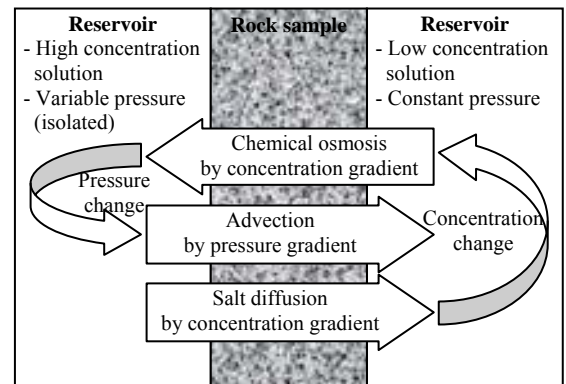 Reservoir
- High concentration
solution
- Variable pressure
(isolated)
Rock sample
Reservoir
- Low concentration
solution
- Constant pressure
Chemical osmosis
by concentration gradient
Pressure
change
Advection
by pressure gradient
Concentration
change
Salt diffusion
by concentration gradient